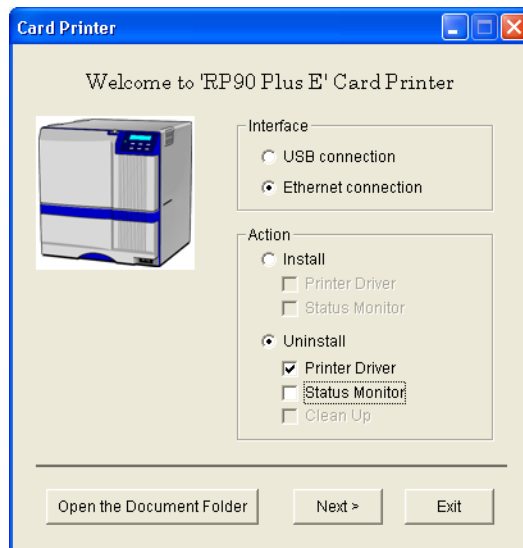 Card Printer
Welcome to 'RP90 Plus E' Card Printer
Interface
USB connection
Ethernet connection
Action
Install
Printer Driver
Status Monitor
Uninstall
Printer Driver
Status Monitor
Clean Up
Open the Document Folder
Next >
Exit